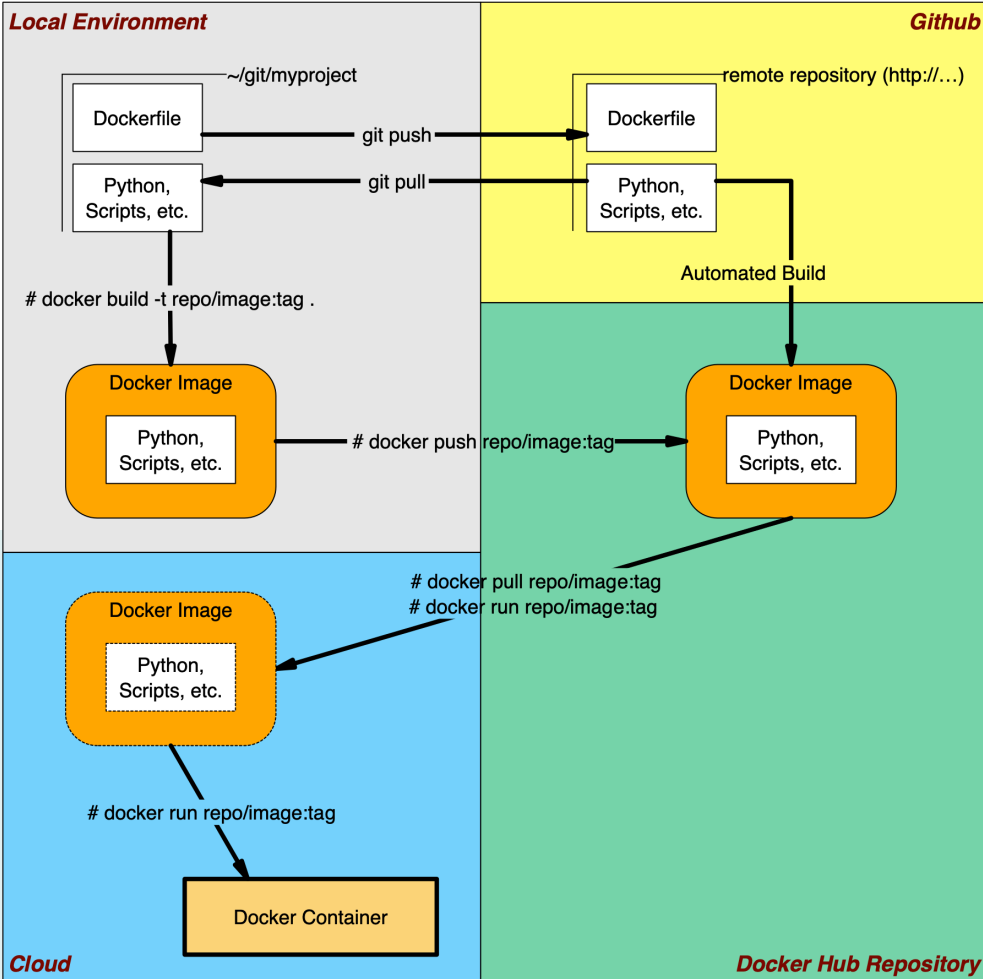 Local Environment
Github
~/git/myproject
remote repository (http://…)
Dockerfile
Dockerfile
git push
git pull
Python,
Scripts, etc.
Python,
Scripts, etc.
Automated Build
# docker build -t repo/image:tag .
Docker Image
Python,
Scripts, etc.
# docker push repo/image:tag
Docker Image
Python,
Scripts, etc.
# docker pull repo/image:tag
# docker run repo/image:tag
Docker Image
Python,
Scripts, etc.
# docker run repo/image:tag
Docker Container
Cloud
Docker Hub Repository